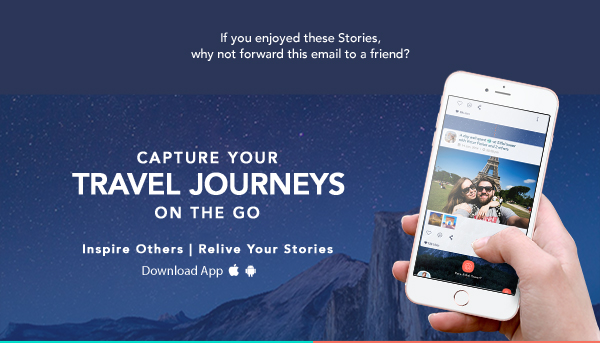 If you enjoyed these Stories,
why not forward this email to a friend?
CAPTURE YOUR
TRAVEL JOURNEYS
ON THE GO
Inspire Others | Relive Your Stories
Download App